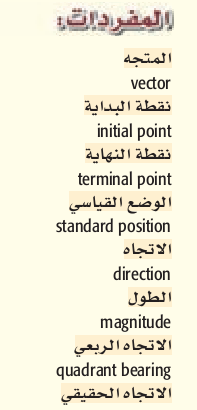 المفردات:
المتجه
vector
نقطة البداية
initial point
نقطة النهاية
terminal point
الوضع القياسي
standard position
الاتجاه
direction
الطول
magnitude
الاتجاه الربعي
quadrant bearing
الاتجاه الحقيقي